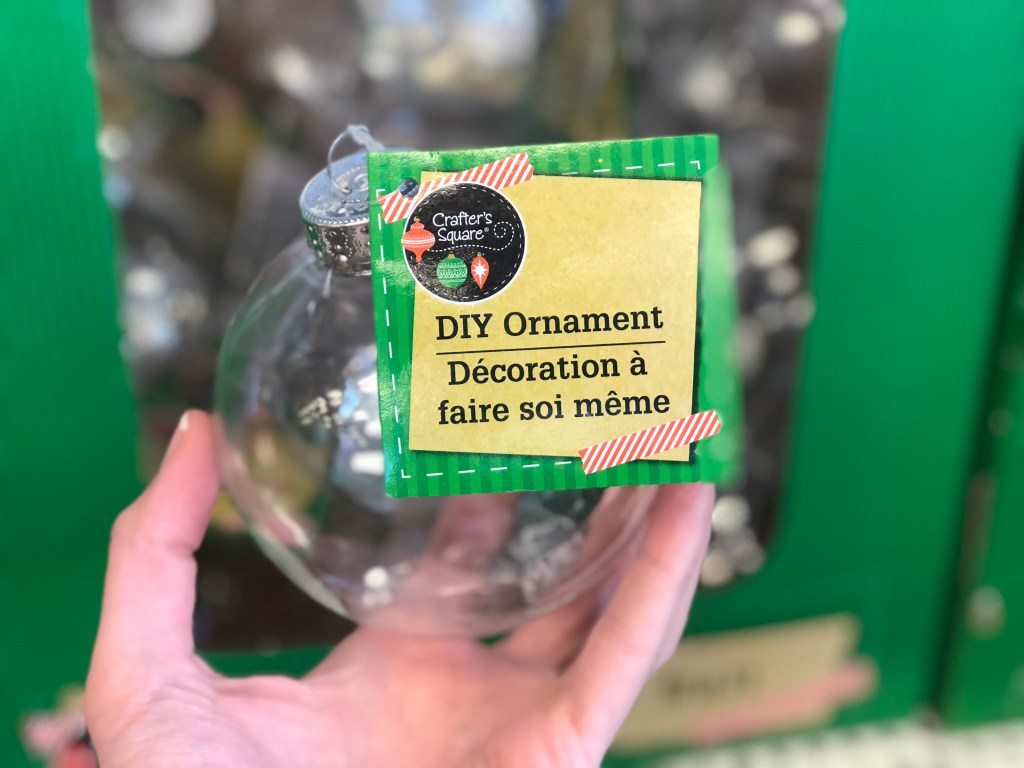 Crafter's
Square®
DIY Ornament
Décoration à
faire soi même